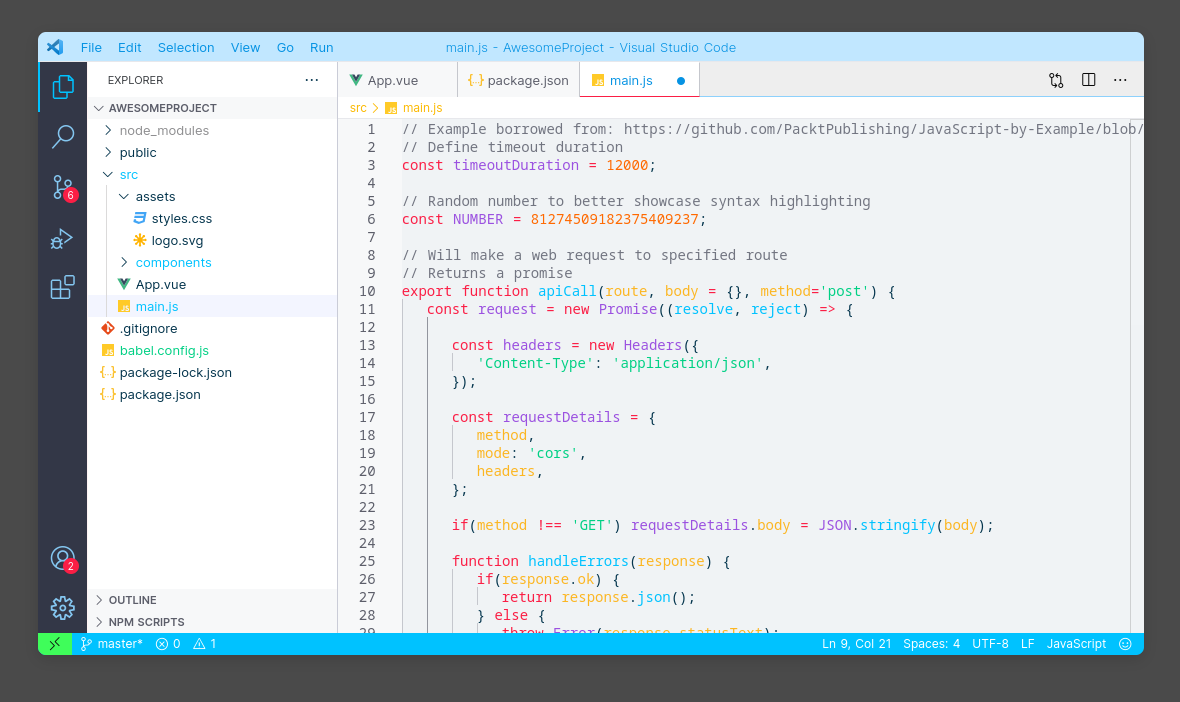 File Edit Selection View Go Run
main.js - AwesomeProject - Visual Studio Code
EXPLORER
AWESOMEPROJECT
node_modules
public
src
assets
styles.css
logo.svg
components
App.vue
main.js
.gitignore
babel.config.js
{..} package-lock.json
{..} package.json
OUTLINE
NPM SCRIPTS
6
2
App.vue
{..} package.json
JS main.js
src > JS main.js
1 // Example borrowed from: https://github.com/PacktPublishing/JavaScript-by-Example/blob/
2 // Define timeout duration
3 const timeoutDuration = 12000;
4
5 // Random number to better showcase syntax highlighting
6 const NUMBER = 81274509182375409237;
7
8 // Will make a web request to specified route
9 // Returns a promise
10 export function apiCall(route, body = {}, method='post') {
11 const request = new Promise((resolve, reject) => {
12
13 const headers = new Headers({
14 'Content-Type': 'application/json',
15 });
16
17 const requestDetails = {
18 method,
19 mode: 'cors',
20 headers,
21 };
22
23 if(method !== 'GET') requestDetails.body = JSON.stringify(body);
24
25 function handleErrors(response) {
26 if(response.ok) {
27 return response.json();
28 } else {
29 throw Error(response.statusText);
master* 0 1
Ln 9, Col 21 Spaces: 4 UTF-8 LF JavaScript